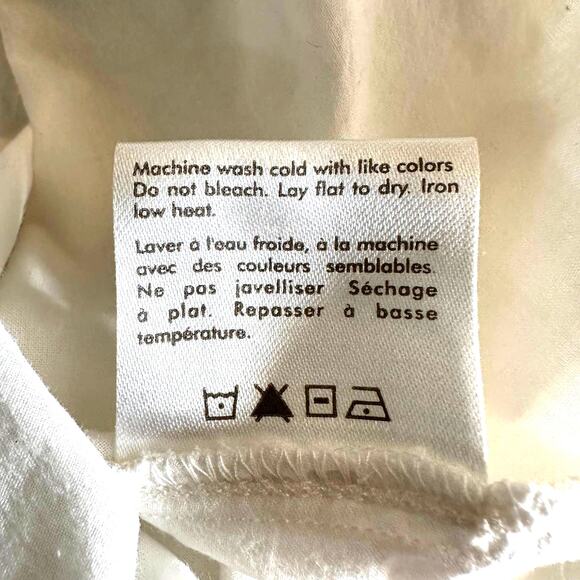 Machine wash cold with like colors
Do not bleach. Lay flat to dry. Iron
low heat.
Laver à l'eau froide, à la machine
avec des couleurs semblables.
Ne pas javelliser Séchage
à plat. Repasser à basse
température.